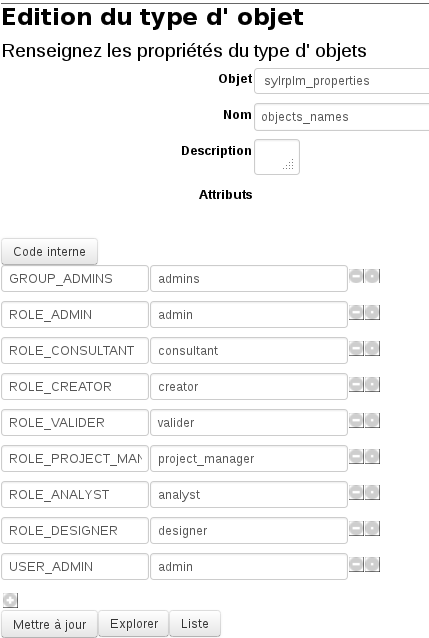 Edition du type d' objet
Renseignez les propriétés du type d' objets
Objet sylrplm_properties
Nom objects_names
Description
Attributs
Code interne
GROUP_ADMINS admins
ROLE_ADMIN admin
ROLE_CONSULTANT consultant
ROLE_CREATOR creator
ROLE_VALIDER valider
ROLE_PROJECT_MAN project_manager
ROLE_ANALYST analyst
ROLE_DESIGNER designer
USER_ADMIN admin
Mettre à jour Explorer Liste